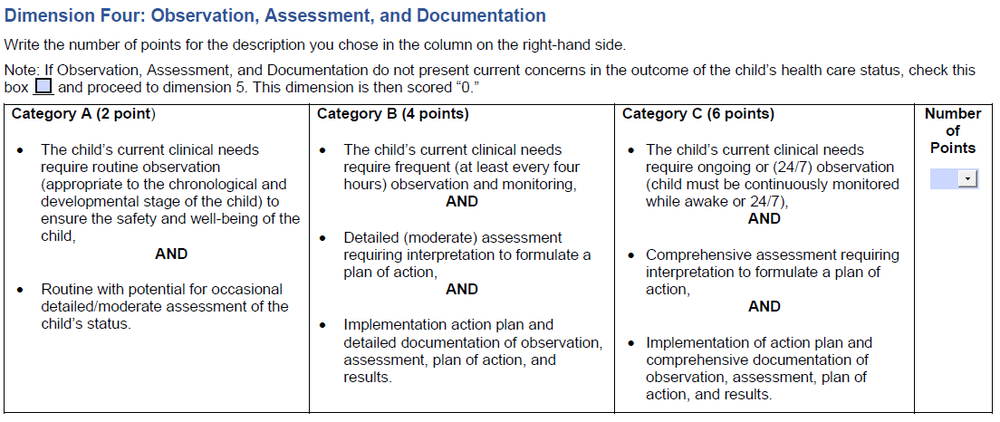 Dimension Four: Observation, Assessment, and Documentation
Write the number of points for the description you chose in the column on the right-hand side.
Note: If Observation, Assessment, and Documentation do not present current concerns in the outcome of the child’s health care status, check this
box and proceed to dimension 5. This dimension is then scored “0.”
Category A (2 point)
• The child’s current clinical needs
require routine observation
(appropriate to the chronological and
developmental stage of the child) to
ensure the safety and well-being of the
child,
AND
• Routine with potential for occasional
detailed/moderate assessment of the
child’s status.
Category B (4 points)
• The child’s current clinical needs
require frequent (at least every four
hours) observation and monitoring,
AND
• Detailed (moderate) assessment
requiring interpretation to formulate a
plan of action,
AND
• Implementation action plan and
detailed documentation of observation,
assessment, plan of action, and
results.
Category C (6 points)
• The child’s current clinical needs
require ongoing or (24/7) observation
(child must be continuously monitored
while awake or 24/7),
AND
• Comprehensive assessment requiring
interpretation to formulate a plan of
action,
AND
• Implementation of action plan and
comprehensive documentation of
observation, assessment, plan of
action, and results.
Number
of
Points